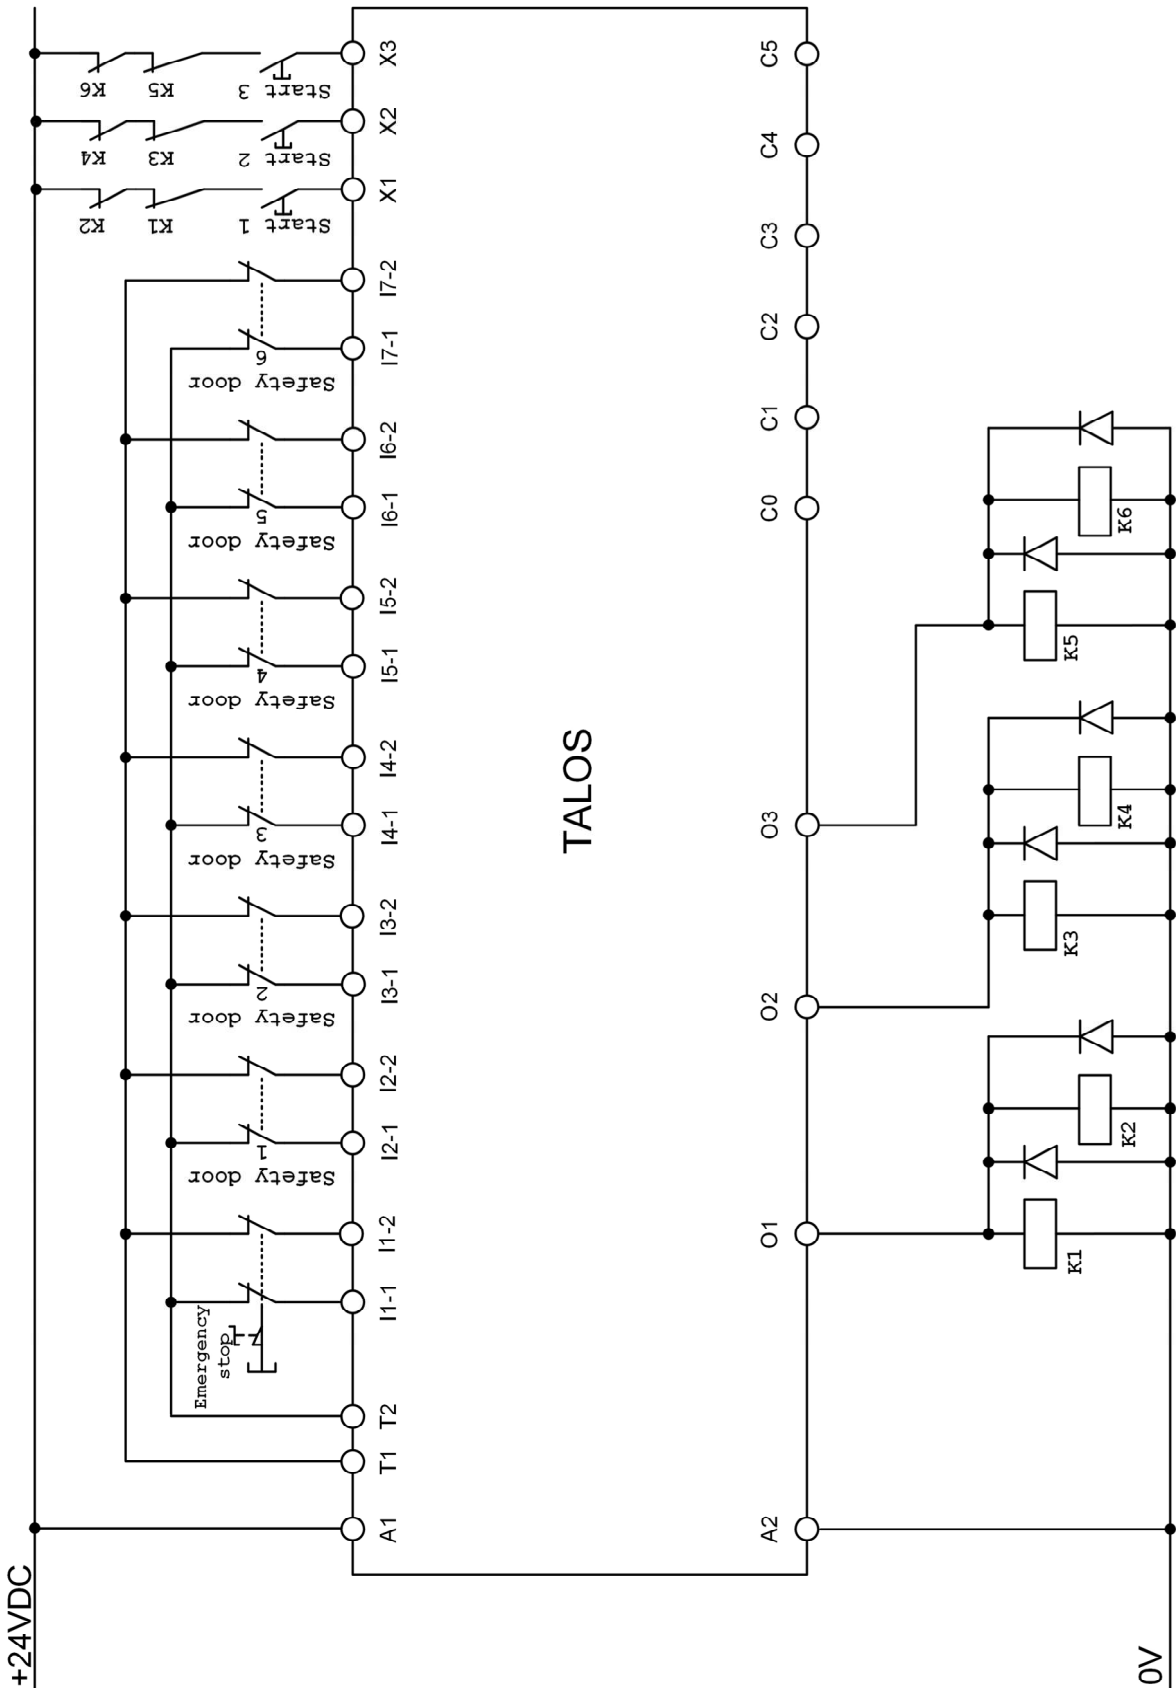 +24VDC
K2
K4
K6
K1
K3
K5
Emergency
stop
Safety door
1
Safety door
2
Safety door
3
Safety door
4
Safety door
5
Safety door
6
Start 1
Start 2
Start 3
A1
T1
T2
I1-1
I1-2
I2-1
I2-2
I3-1
I3-2
I4-1
I4-2
I5-1
I5-2
I6-1
I6-2
I7-1
I7-2
X1
X2
X3
TALOS
A2
O1
O2
O3
C0
C1
C2
C3
C4
C5
K1
K2
K3
K4
K5
K6
0V